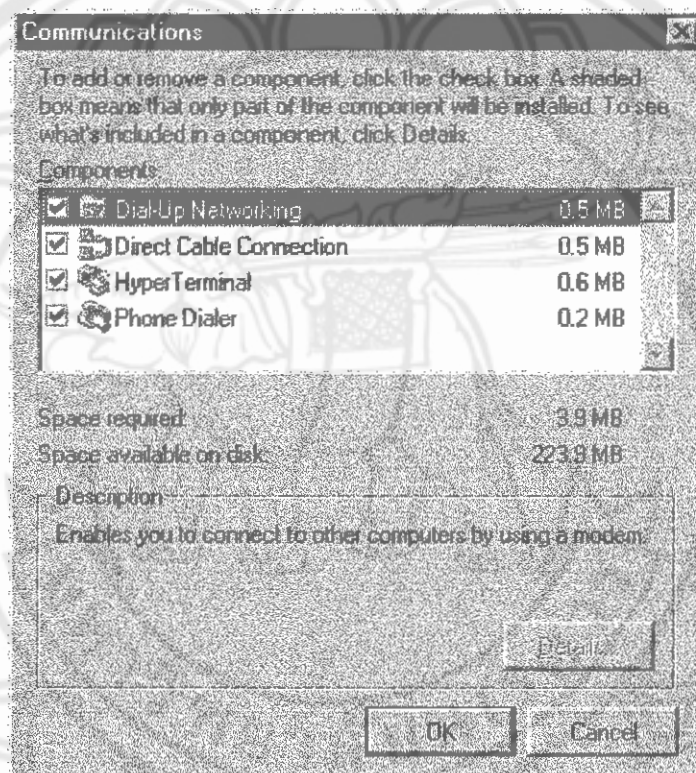 Communications
To add or remove a component, click the check box. A shaded
box means that only part of the component will be installed. To see
what's included in a component, click Details.
Components:
Dial-Up Networking 0.5 MB
Direct Cable Connection 0.5 MB
HyperTerminal 0.6 MB
Phone Dialer 0.2 MB
Space required: 3.9 MB
Space available on disk: 223.9 MB
Description
Enables you to connect to other computers by using a modem.
Details...
OK Cancel